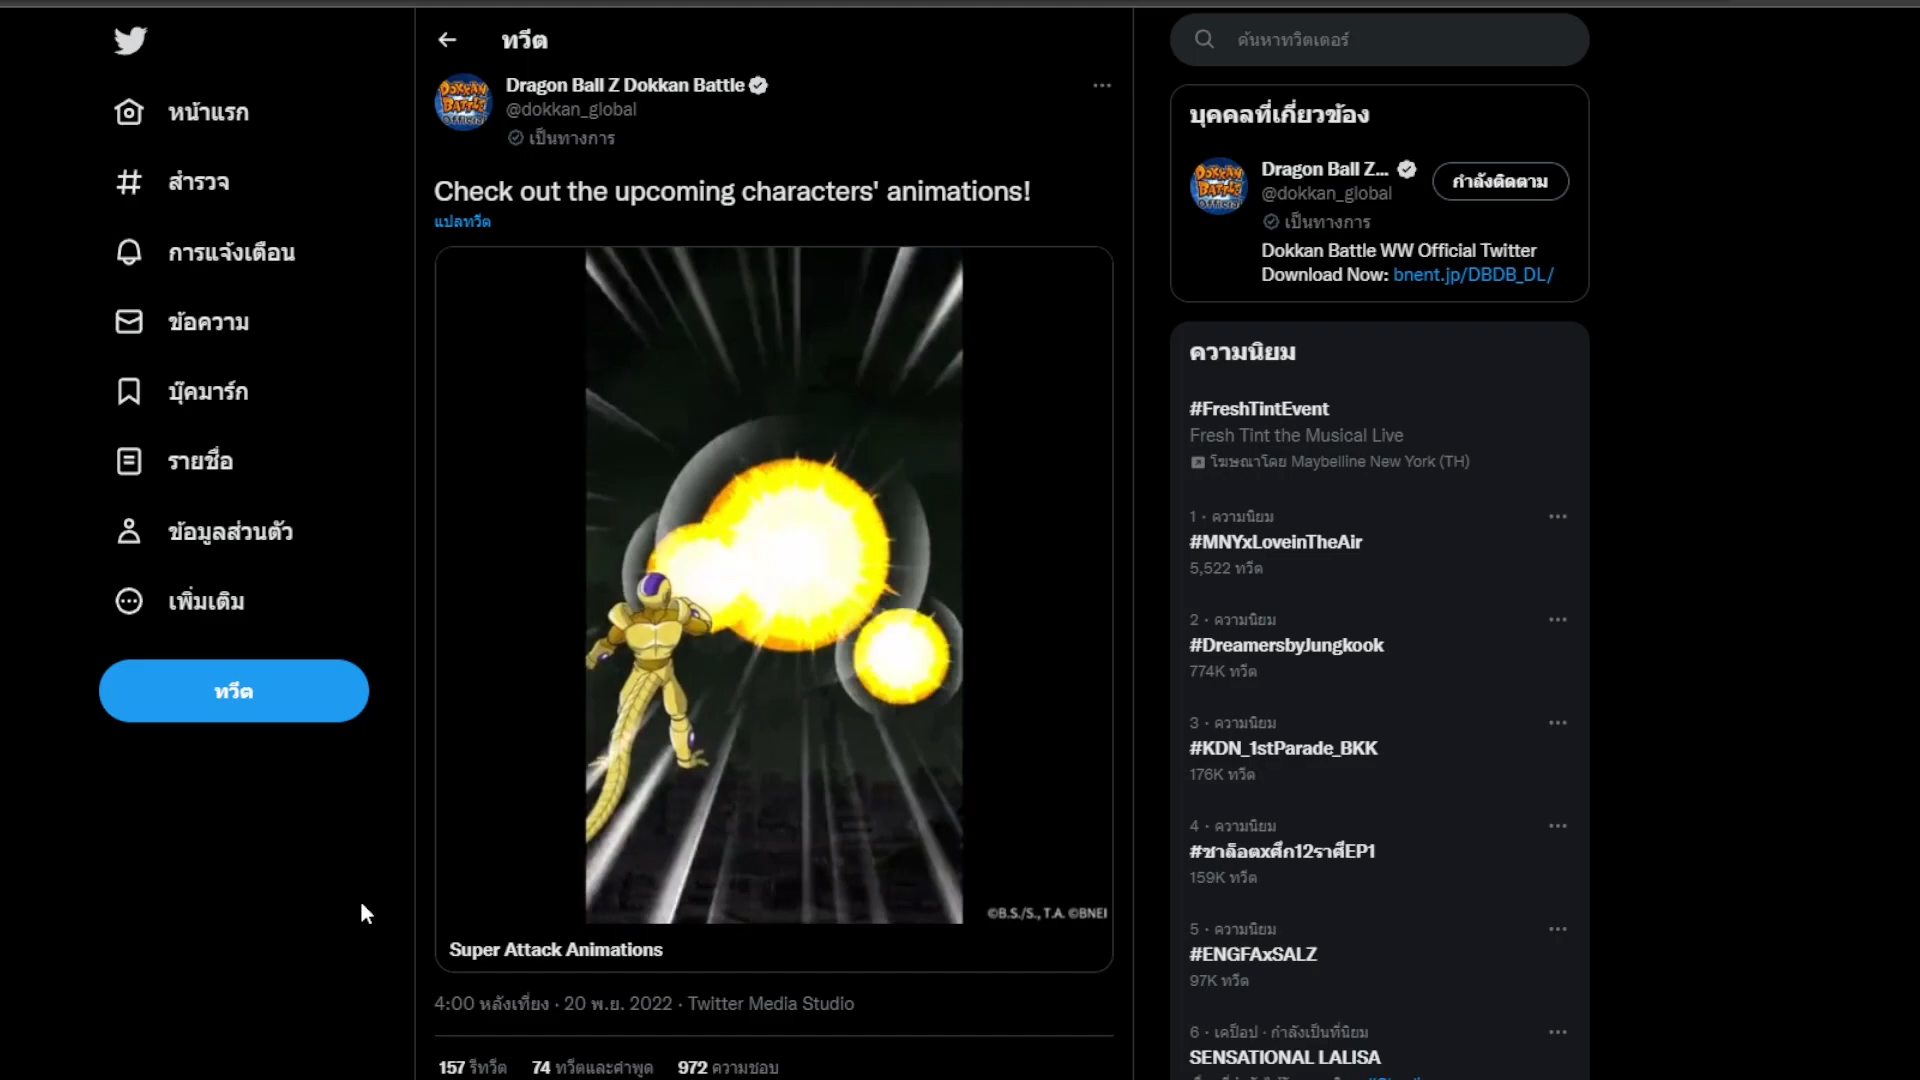 หน้าแรก
สำรวจ
การแจ้งเตือน
ข้อความ
บุ๊คมาร์ก
รายชื่อ
ข้อมูลส่วนตัว
เพิ่มเติม
ทวีต
ทวีต
Dragon Ball Z Dokkan Battle
@dokkan_global
เป็นทางการ
Check out the upcoming characters' animations!
แปลทวีต
©B.S./S., T.A. ©BNEI
Super Attack Animations
4:00 หลังเที่ยง · 20 พ.ย. 2022 · Twitter Media Studio
157 รีทวีต 74 ทวีตและคำพูด 972 ความชอบ
ค้นหาทวิตเตอร์
บุคคลที่เกี่ยวข้อง
Dragon Ball Z...
กำลังติดตาม
@dokkan_global
เป็นทางการ
Dokkan Battle WW Official Twitter
Download Now: bnent.jp/DBDB_DL/
ความนิยม
#FreshTintEvent
Fresh Tint the Musical Live
โฆษณาโดย Maybelline New York (TH)
1 · ความนิยม
#MNYxLoveinTheAir
5,522 ทวีต
2 · ความนิยม
#DreamersbyJungkook
774K ทวีต
3 · ความนิยม
#KDN_1stParade_BKK
176K ทวีต
4 · ความนิยม
#ชาล็อตxศึก12ราศีEP1
159K ทวีต
5 · ความนิยม
#ENGFAxSALZ
97K ทวีต
6 · เคป็อป · กำลังเป็นที่นิยม
SENSATIONAL LALISA